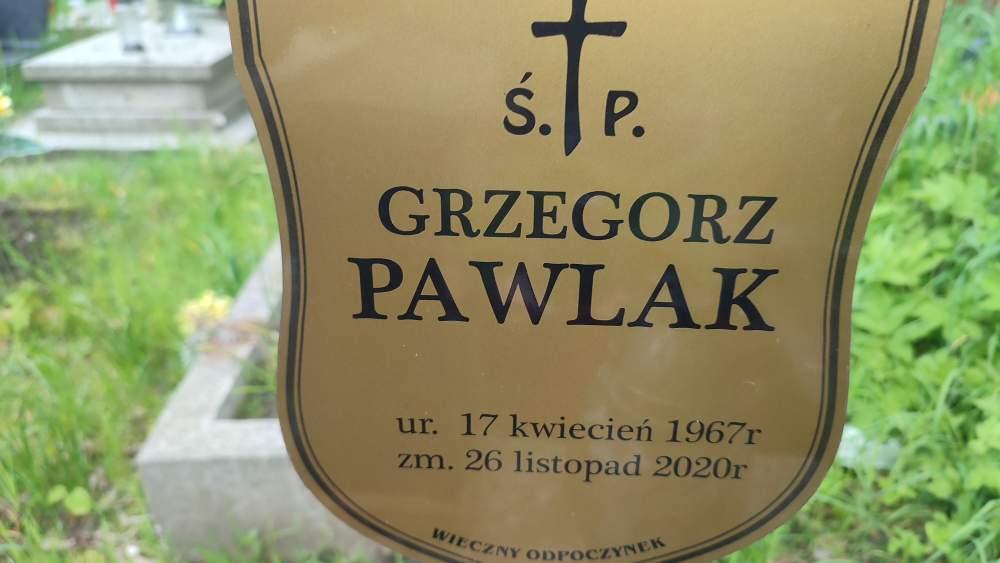 Ś. P.
GRZEGORZ
PAWLAK
ur. 17 kwiecień 1967r
zm. 26 listopad 2020r
WIECZNY ODPOCZYNEK